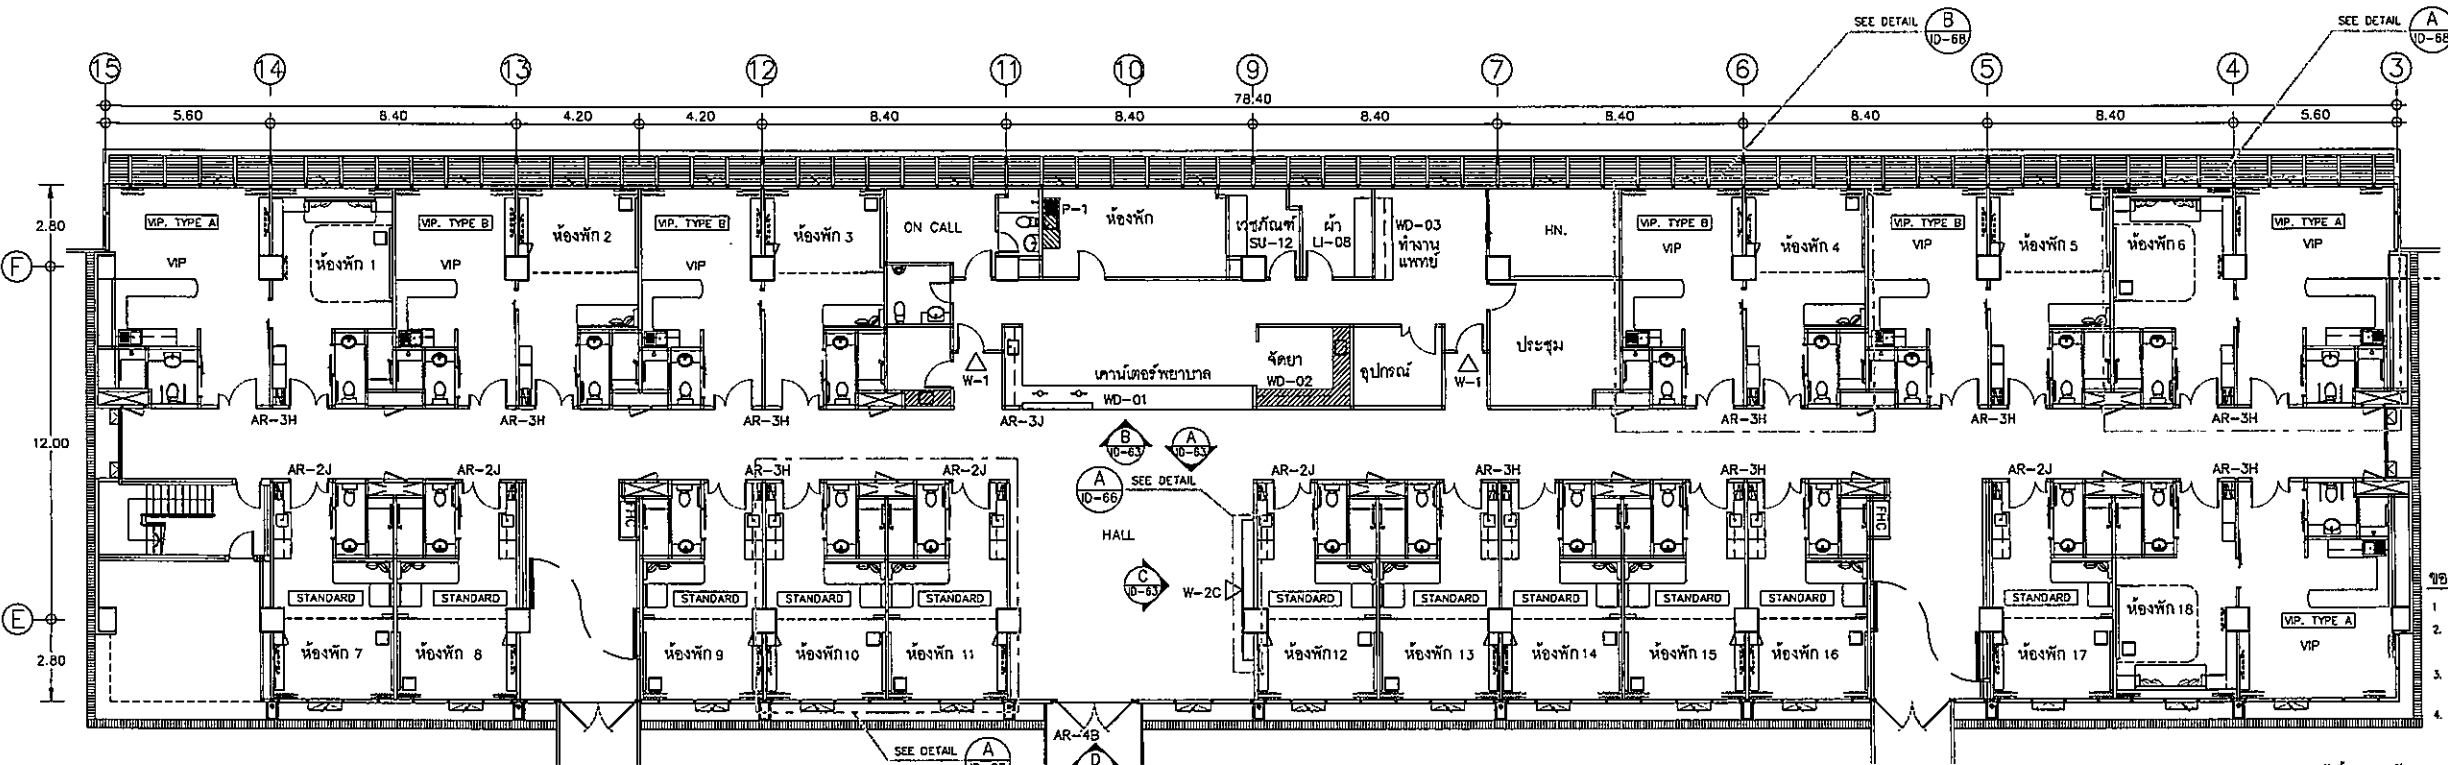 SEE DETAIL B ID-68 SEE DETAIL A ID-68
15 14 13 12 11 10 9 7 6 5 4 3
78.40
5.60 8.40 4.20 4.20 8.40 8.40 8.40 8.40 8.40 8.40 5.60
2.80
VIP. TYPE A VIP. TYPE B VIP. TYPE B P-1 ห้องพัก VIP. TYPE B VIP. TYPE B ห้องพัก 6 VIP. TYPE A
ห้องพัก 2 ห้องพัก 3 ON CALL เวชภัณฑ์ ผ้า WD-03 HN. ห้องพัก 4 ห้องพัก 5
SU-12 LI-08 ทำงาน
แพทย์
F VIP ห้องพัก 1 VIP VIP VIP VIP VIP
ประชุม
จัดยา อุปกรณ์
W-1 เคาน์เตอร์พยาบาล WD-02 W-1
WD-01
AR-3H AR-3H AR-3H AR-3J AR-3H AR-3H AR-3H
12.00
B ID-63 A ID-63
AR-2J AR-2J AR-3H AR-2J AR-2J AR-3H AR-3H AR-2J AR-3H
A ID-66 SEE DETAIL
FHC FHC
HALL
C ID-63 W-2C
STANDARD STANDARD STANDARD STANDARD STANDARD STANDARD STANDARD STANDARD STANDARD STANDARD STANDARD ห้องพัก 18
E VIP. TYPE A
VIP
ห้องพัก 7 ห้องพัก 8 ห้องพัก 9 ห้องพัก10 ห้องพัก 11 ห้องพัก12 ห้องพัก 13 ห้องพัก 14 ห้องพัก 15 ห้องพัก 16 ห้องพัก 17
2.80
ขอ
1
2.
3.
4.
AR-4B
SEE DETAIL A D